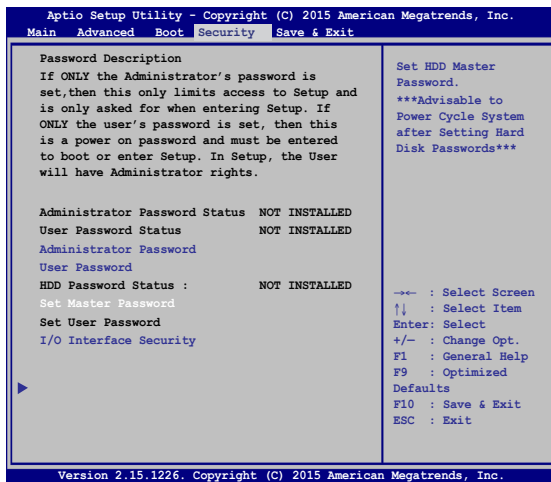 Aptio Setup Utility - Copyright (C) 2015 American Megatrends, Inc.
Main Advanced Boot Security Save & Exit
Password Description
If ONLY the Administrator's password is
set,then this only limits access to Setup and
is only asked for when entering Setup. If
ONLY the user's password is set, then this
is a power on password and must be entered
to boot or enter Setup. In Setup, the User
will have Administrator rights.
Administrator Password Status NOT INSTALLED
User Password Status NOT INSTALLED
Administrator Password
User Password
HDD Password Status : NOT INSTALLED
Set Master Password
Set User Password
I/O Interface Security
Set HDD Master
Password.
***Advisable to
Power Cycle System
after Setting Hard
Disk Passwords***
→← : Select Screen
↑↓ : Select Item
Enter: Select
+/— : Change Opt.
F1 : General Help
F9 : Optimized
Defaults
F10 : Save & Exit
ESC : Exit
Version 2.15.1226. Copyright (C) 2015 American Megatrends, Inc.